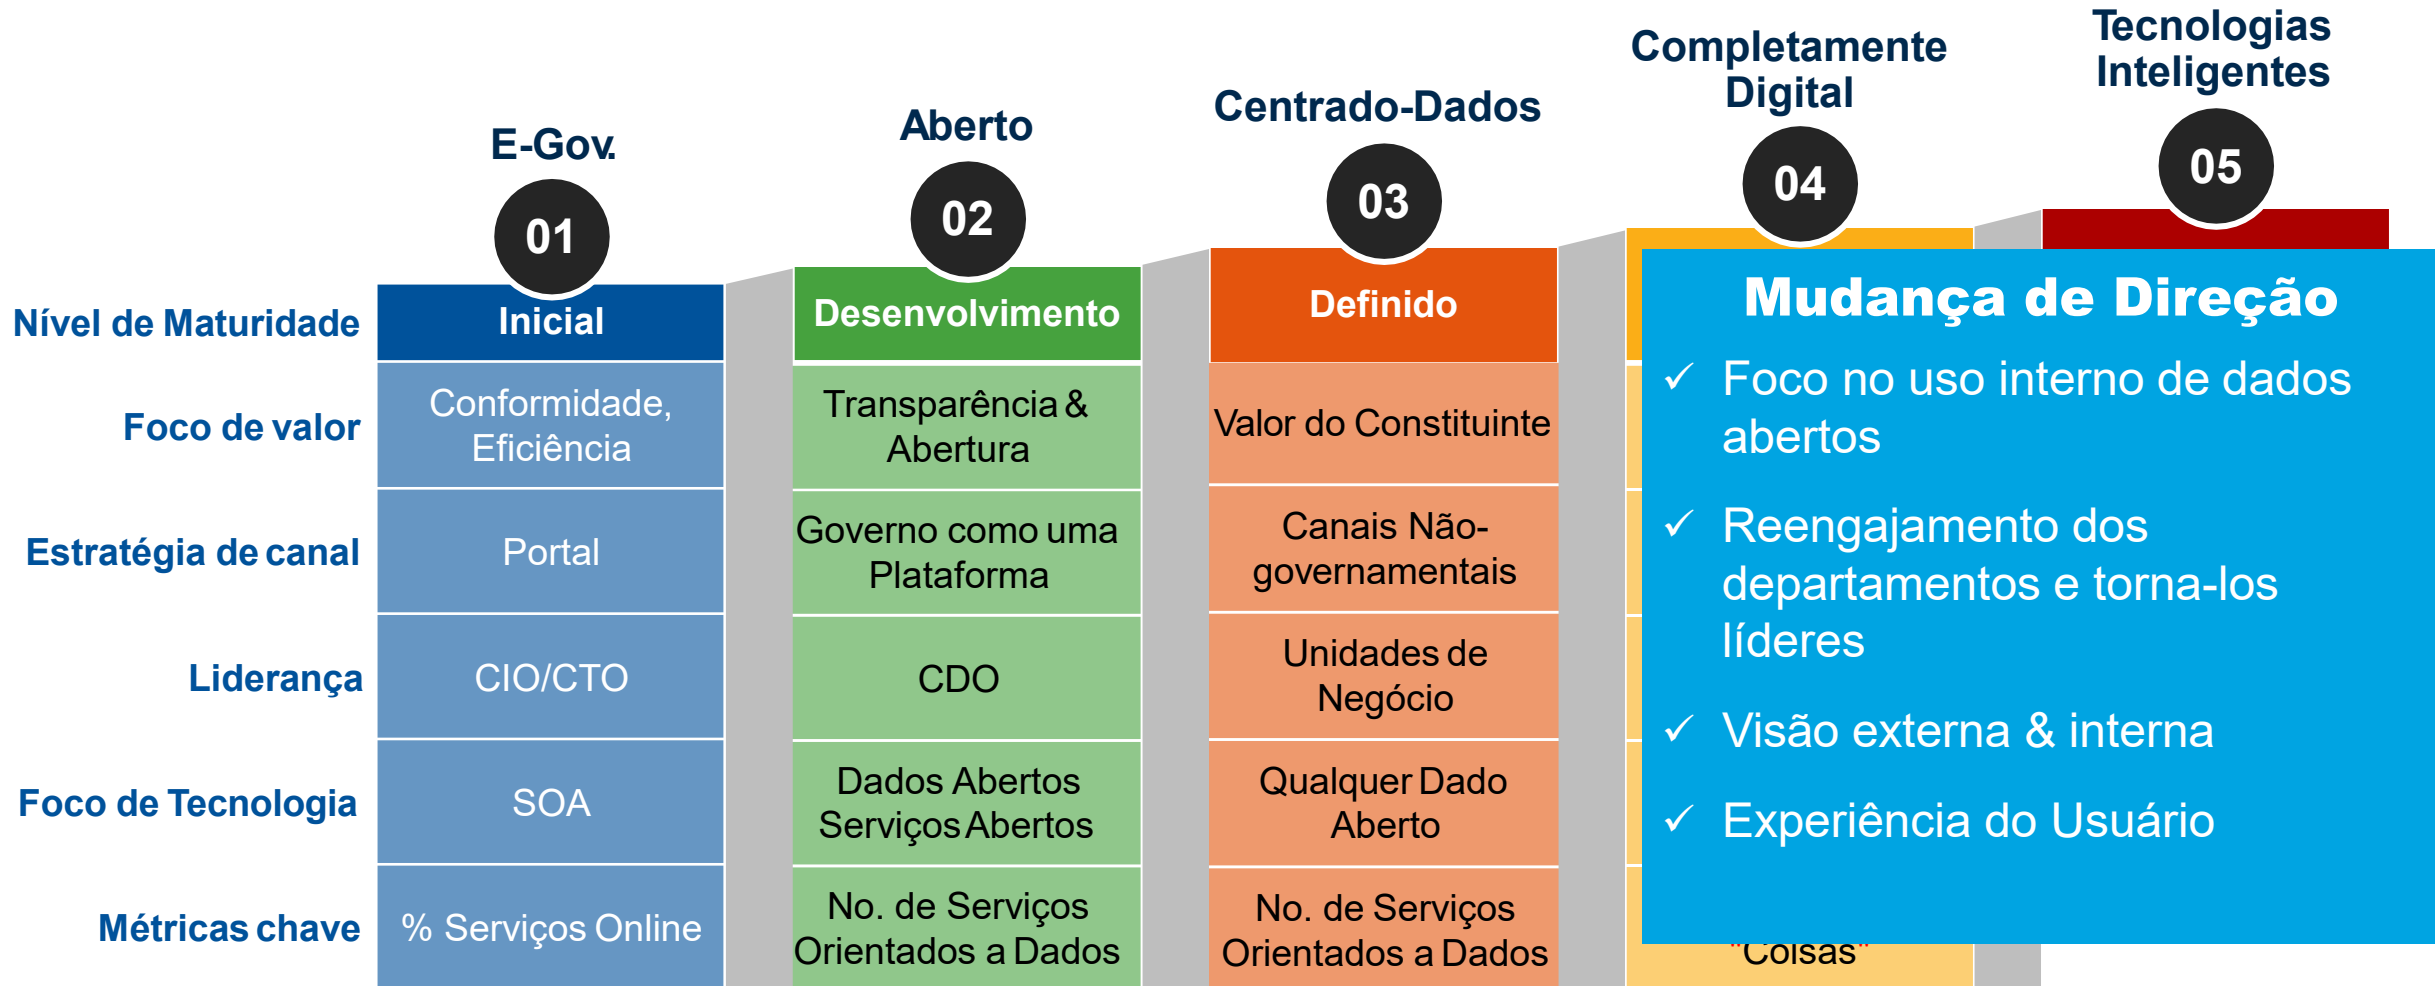 E-Gov.
01
Aberto
02
Centrado-Dados
03
Completamente
Digital
04
Tecnologias
Inteligentes
05
Nível de Maturidade
Inicial
Desenvolvimento
Definido
Foco de valor
Conformidade,
Eficiência
Transparência &
Abertura
Valor do Constituinte
Estratégia de canal
Portal
Governo como uma
Plataforma
Canais Não-
governamentais
Liderança
CIO/CTO
CDO
Unidades de
Negócio
Foco de Tecnologia
SOA
Dados Abertos
Serviços Abertos
Qualquer Dado
Aberto
Métricas chave
% Serviços Online
No. de Serviços
Orientados a Dados
No. de Serviços
Orientados a Dados
"Coisas"
Mudança de Direção
✓ Foco no uso interno de dados
abertos
✓ Reengajamento dos
departamentos e torna-los
líderes
✓ Visão externa & interna
✓ Experiência do Usuário